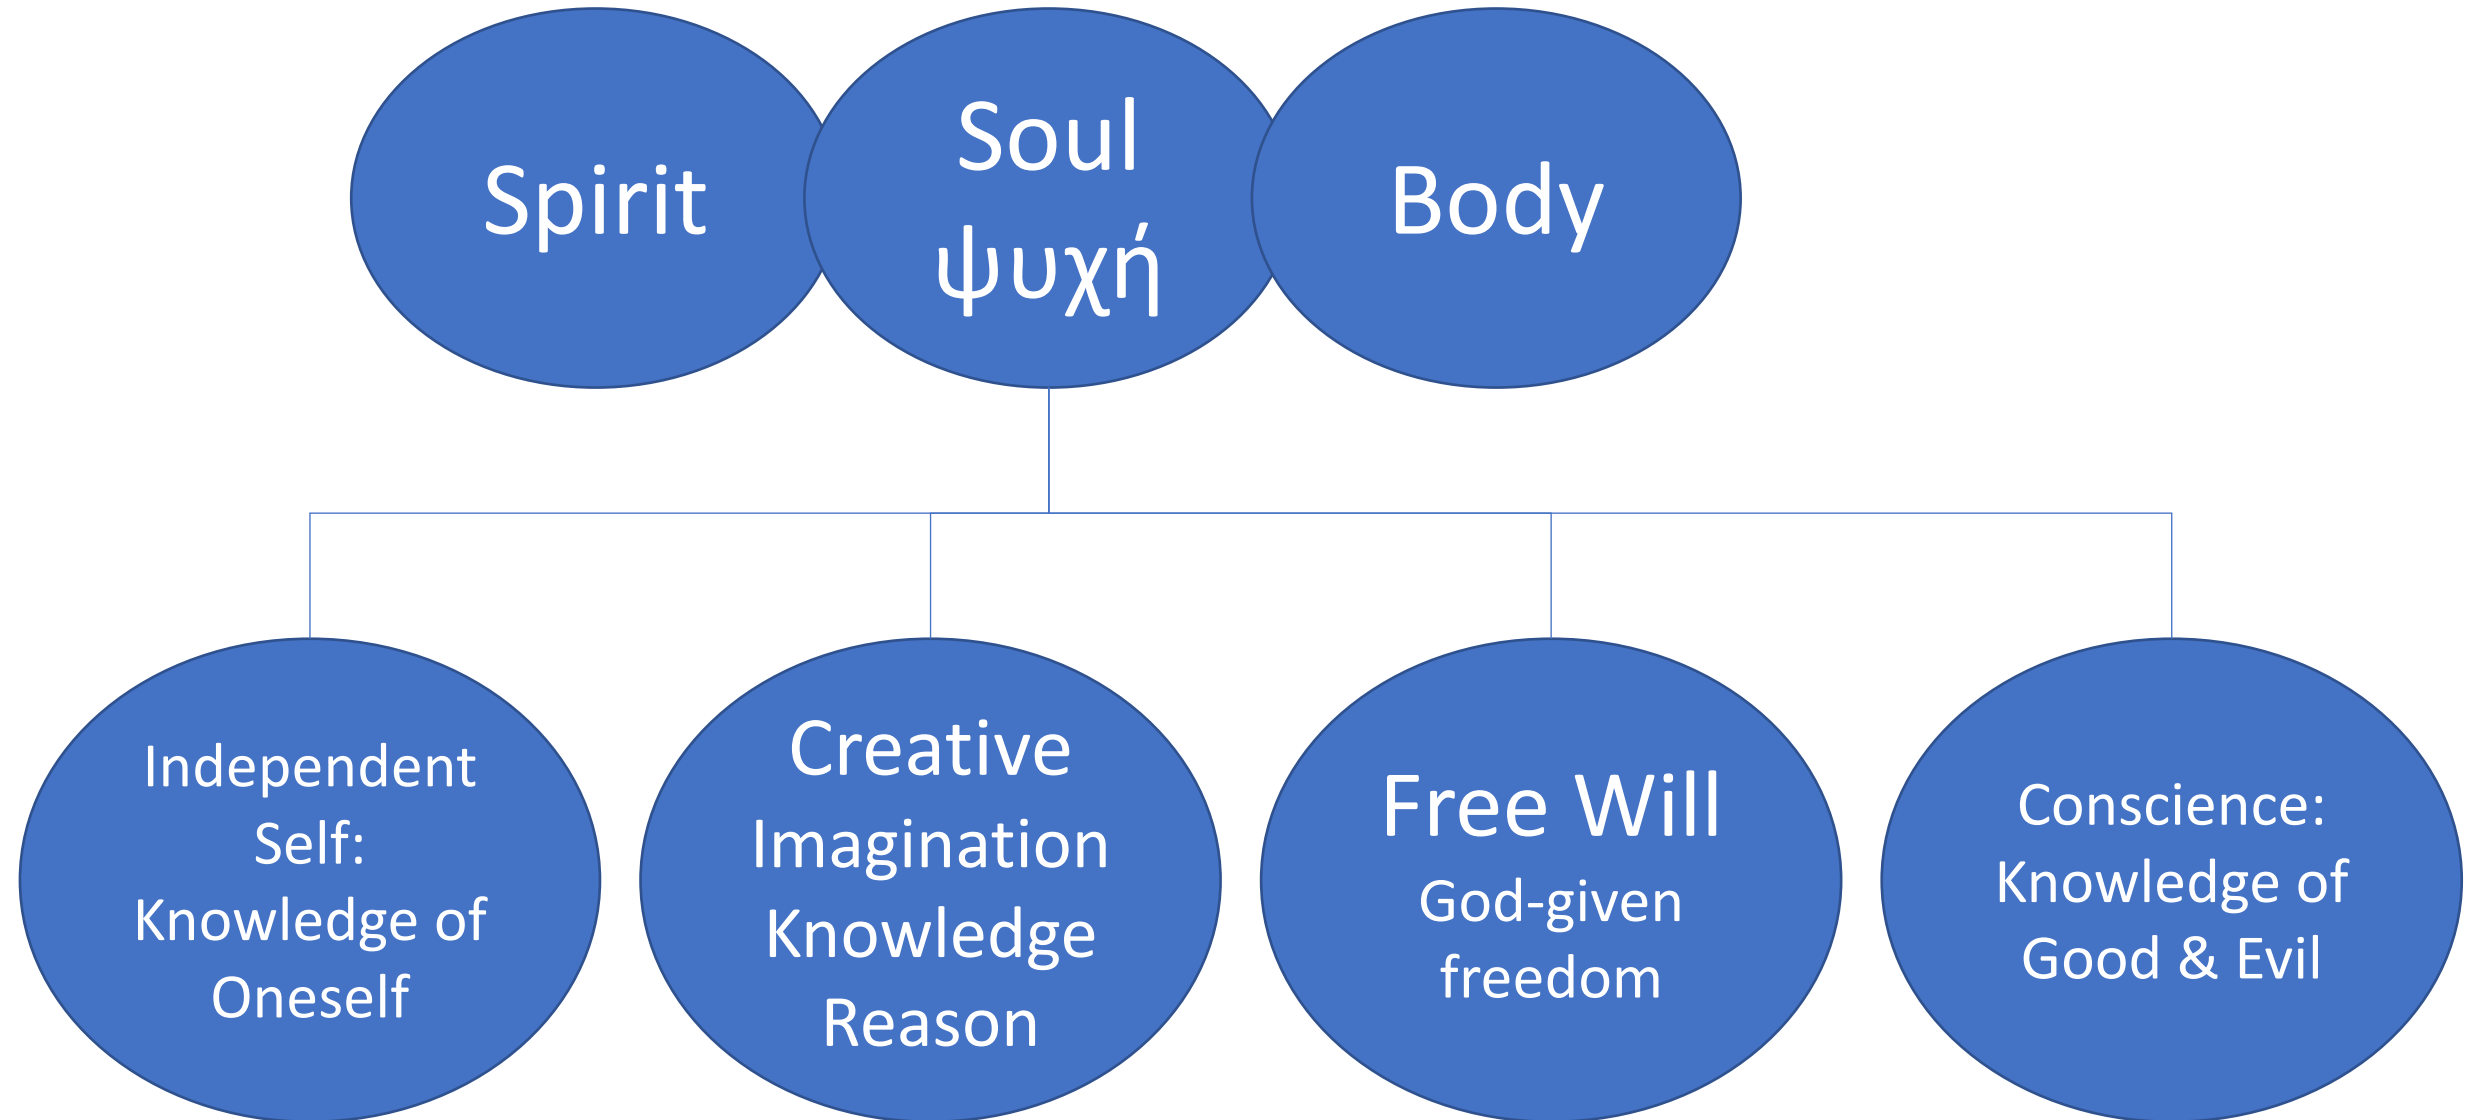 Spirit
Soul
ψυχή
Body
Independent
Self:
Knowledge of
Oneself
Creative
Imagination
Knowledge
Reason
Free Will
God-given
freedom
Conscience:
Knowledge of
Good & Evil